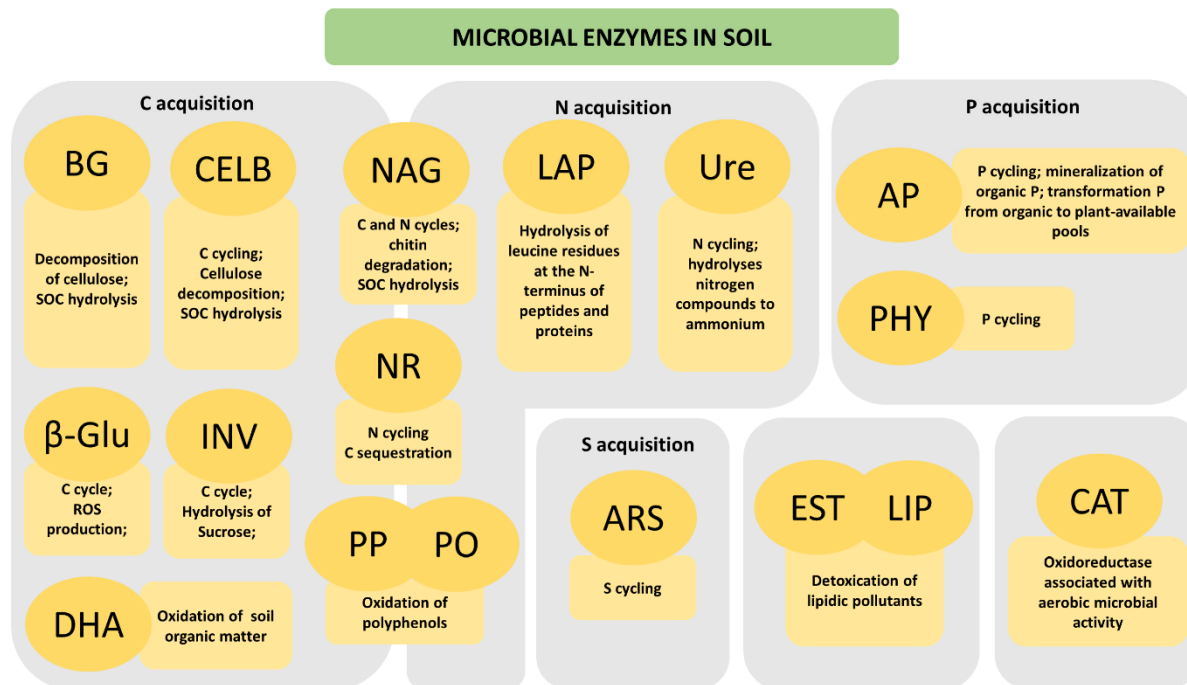 MICROBIAL ENZYMES IN SOIL
C acquisition
BG
Decomposition
of cellulose;
SOC hydrolysis
CELB
C cycling;
Cellulose
decomposition;
SOC hydrolysis
NAG
C and N cycles;
chitin
degradation;
SOC hydrolysis
N acquisition
LAP
Hydrolysis of
leucine residues
at the N-
terminus of
peptides and
proteins
Ure
N cycling;
hydrolyses
nitrogen
compounds to
ammonium
P acquisition
AP
P cycling; mineralization of
organic P; transformation P
from organic to plant-available
pools
PHY
P cycling
NR
N cycling
C sequestration
β-Glu
C cycle;
ROS
production;
INV
C cycle;
Hydrolysis of
Sucrose;
PP
PO
Oxidation of
polyphenols
DHA
Oxidation of soil
organic matter
S acquisition
ARS
S cycling
EST
LIP
Detoxication of
lipidic pollutants
CAT
Oxidoreductase
associated with
aerobic microbial
activity